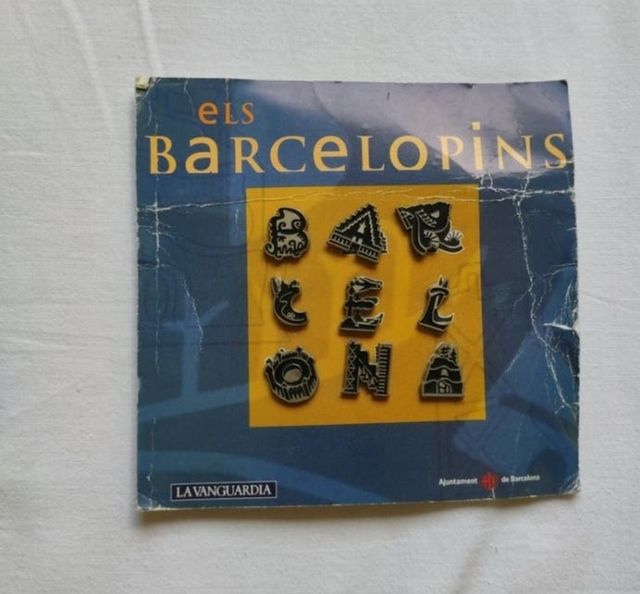 eLS
BaRCeLOPiNS
BAR
CEL
ONA
LA VANGUARDIA
Ajuntament de Barcelona